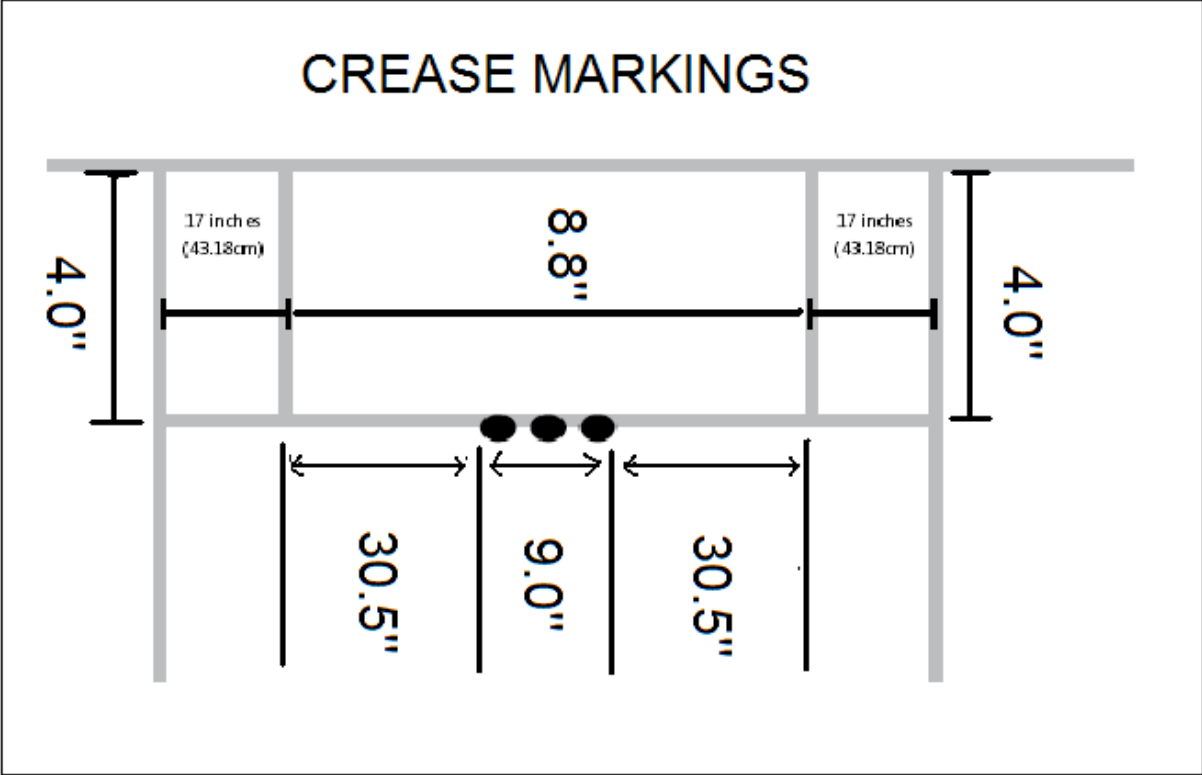 CREASE MARKINGS
17 inches
(43.18cm)
8.8"
17 inches
(43.18cm)
4.0"
4.0"
30.5"
9.0"
30.5"